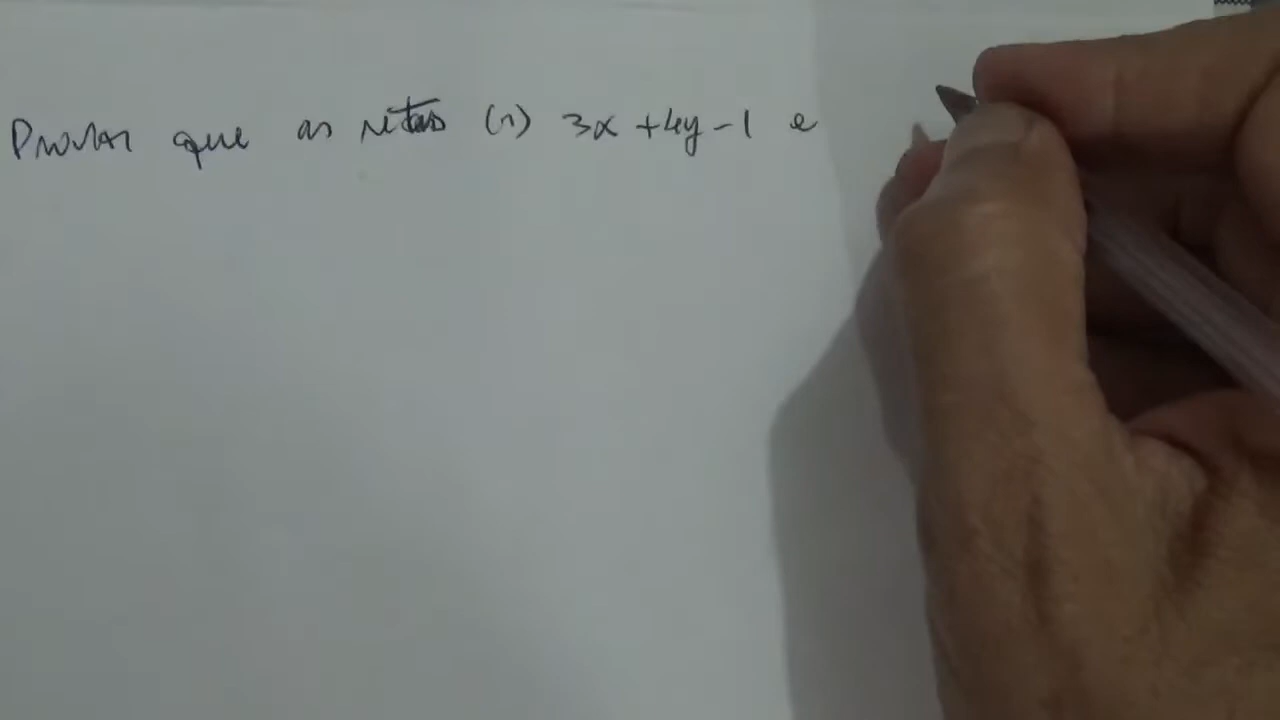 Provar que as retas (r) 3x + 4y - 1 e